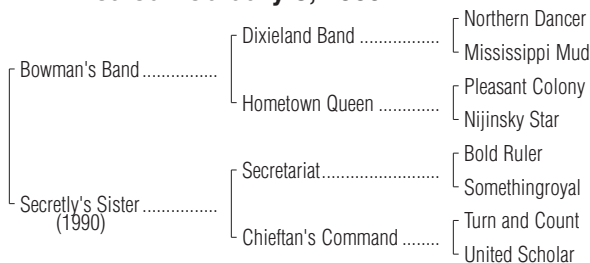 Dixieland Band ................
Northern Dancer
Mississippi Mud
Bowman's Band ...............
Hometown Queen ............
Pleasant Colony
Nijinsky Star
Secretariat.......................
Bold Ruler
Somethingroyal
Secretly's Sister ...............
(1990)
Chieftan's Command ........
Turn and Count
United Scholar